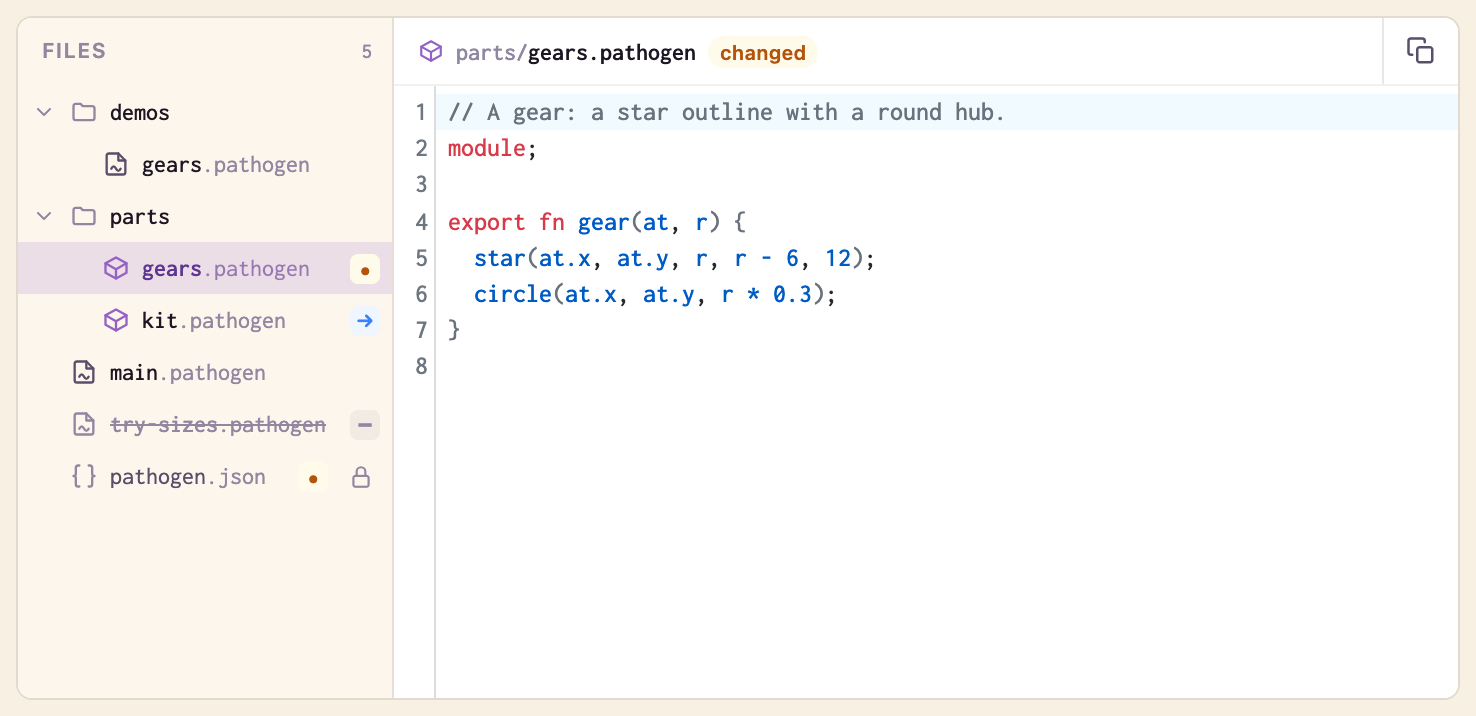 FILES 5
demos
gears.pathogen
parts
gears.pathogen
kit.pathogen
main.pathogen
try-sizes.pathogen
{} pathogen.json
parts/gears.pathogen changed
1 // A gear: a star outline with a round hub.
2 module;
3
4 export fn gear(at, r) {
5   star(at.x, at.y, r, r - 6, 12);
6   circle(at.x, at.y, r * 0.3);
7 }
8